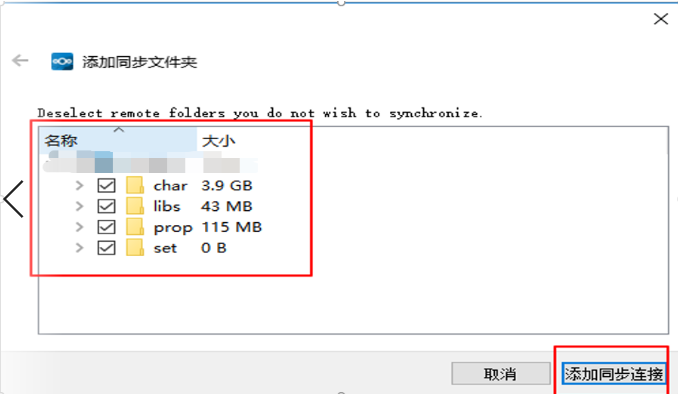 添加同步文件夹
Deselect remote folders you do not wish to synchronize.
名称 大小
char 3.9 GB
libs 43 MB
prop 115 MB
set 0 B
取消 添加同步连接